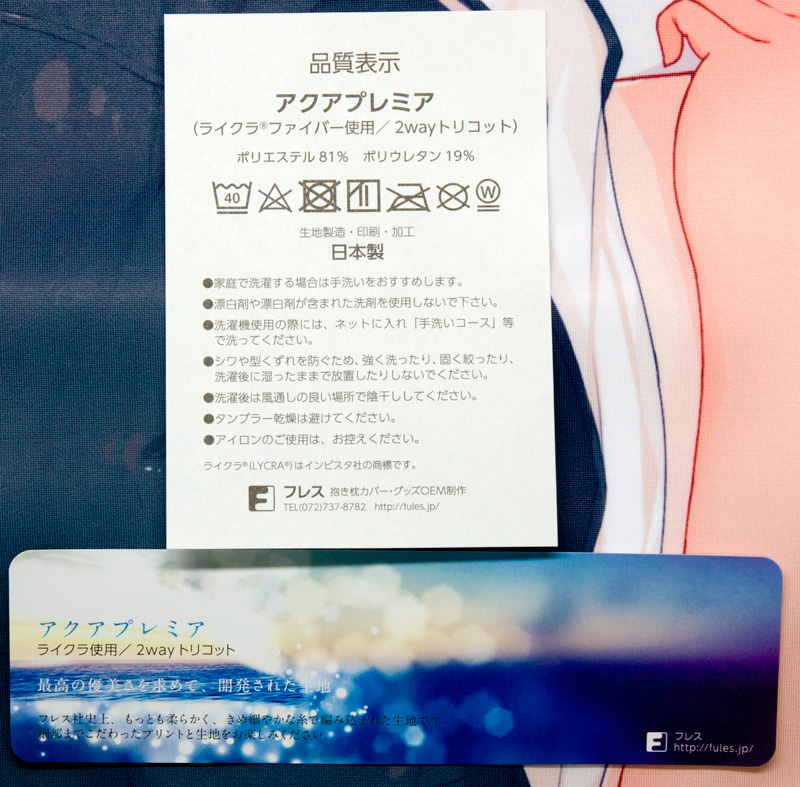 品質表示
アクアプレミア
(ライクラ®ファイバー使用／ 2wayトリコット)
ポリエステル 81%　ポリウレタン 19%
40 W
生地製造・印刷・加工
日本製
●家庭で洗濯する場合は手洗いをおすすめします。
●漂白剤や漂白剤が含まれた洗剤を使用しないで下さい。
●洗濯機使用の際には、ネットに入れ「手洗いコース」等
で洗ってください。
●シワや型くずれを防ぐため、強く洗ったり、固く絞ったり、
洗濯後に湿ったままで放置したりしないでください。
●洗濯後は風通しの良い場所で陰干ししてください。
●タンブラー乾燥は避けてください。
●アイロンのご使用は、お控えください。
ライクラ®(LYCRA®)はインビスタ社の商標です。
フレス 抱き枕カバー・グッズOEM制作
TEL(072)737-8782　http://fules.jp/
アクアプレミア
ライクラ使用／ 2wayトリコット
最高の優美さを求めて、開発された生地
フレス社史上、もっとも柔らかく、きめ細やかな糸で編み込まれた生地です。
細部までこだわったプリントと生地をお楽しみください
フレス
http://fules.jp/